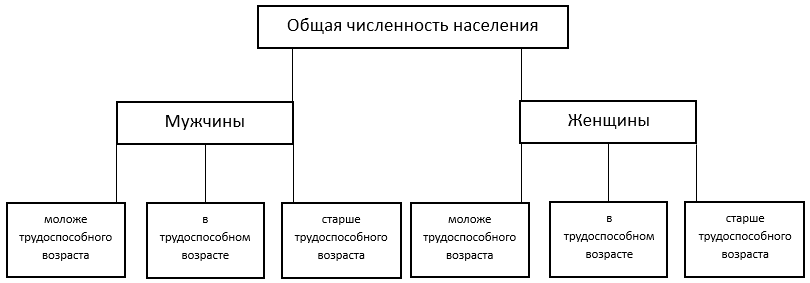 Общая численность населения
Мужчины
Женщины
моложе
трудоспособного
возраста
в
трудоспособном
возрасте
старше
трудоспособного
возраста
моложе
трудоспособного
возраста
в
трудоспособном
возрасте
старше
трудоспособного
возраста